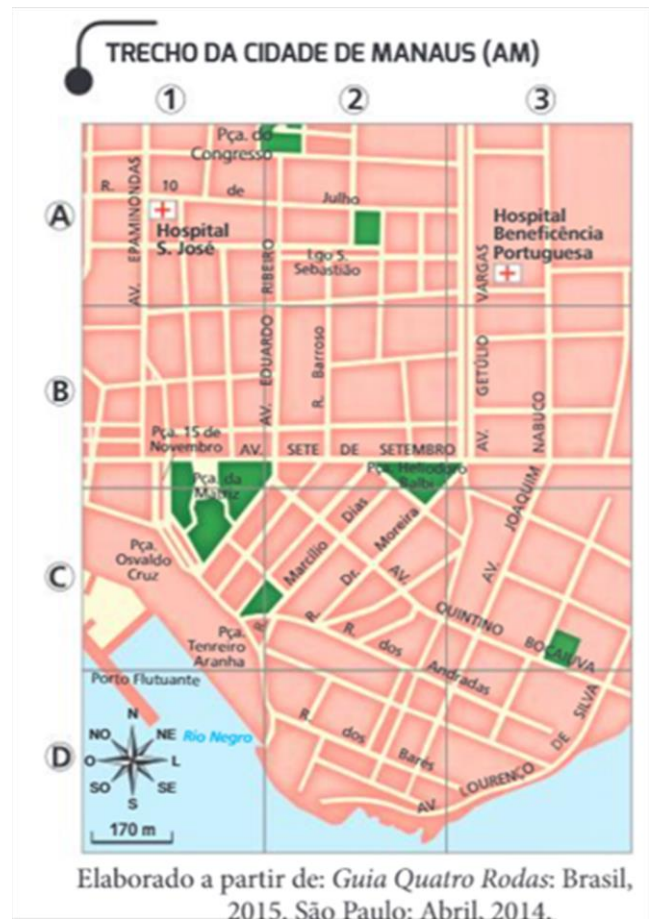 TRECHO DA CIDADE DE MANAUS (AM)
1 2 3
Pça. do
Congresso
R. 10 de Julho
A
Hospital
S. José
Hospital
Beneficência
Portuguesa
Lgo S.
Sebastião
AV. EPAMINONDAS
AV. EDUARDO RIBEIRO
R. Barroso
AV. GETÚLIO VARGAS
B
AV. JOAQUIM NABUCO
Pça. 15 de
Novembro
AV. SETE DE SETEMBRO
Pça. da
Matriz
Pça. Heliodoro
Balbi
C
Pça.
Osvaldo
Cruz
R. Marcílio Dias
R. Dr. Moreira
AV. QUINTINO BOCAIUVA
R. dos Andradas
Pça.
Tenreiro
Aranha
Porto Flutuante
D
N
NO NE
O L
SO SE
S
Rio Negro
R. dos Barés
AV. LOURENÇO DE SILVA
170 m
Elaborado a partir de: Guia Quatro Rodas: Brasil,
2015. São Paulo: Abril, 2014.